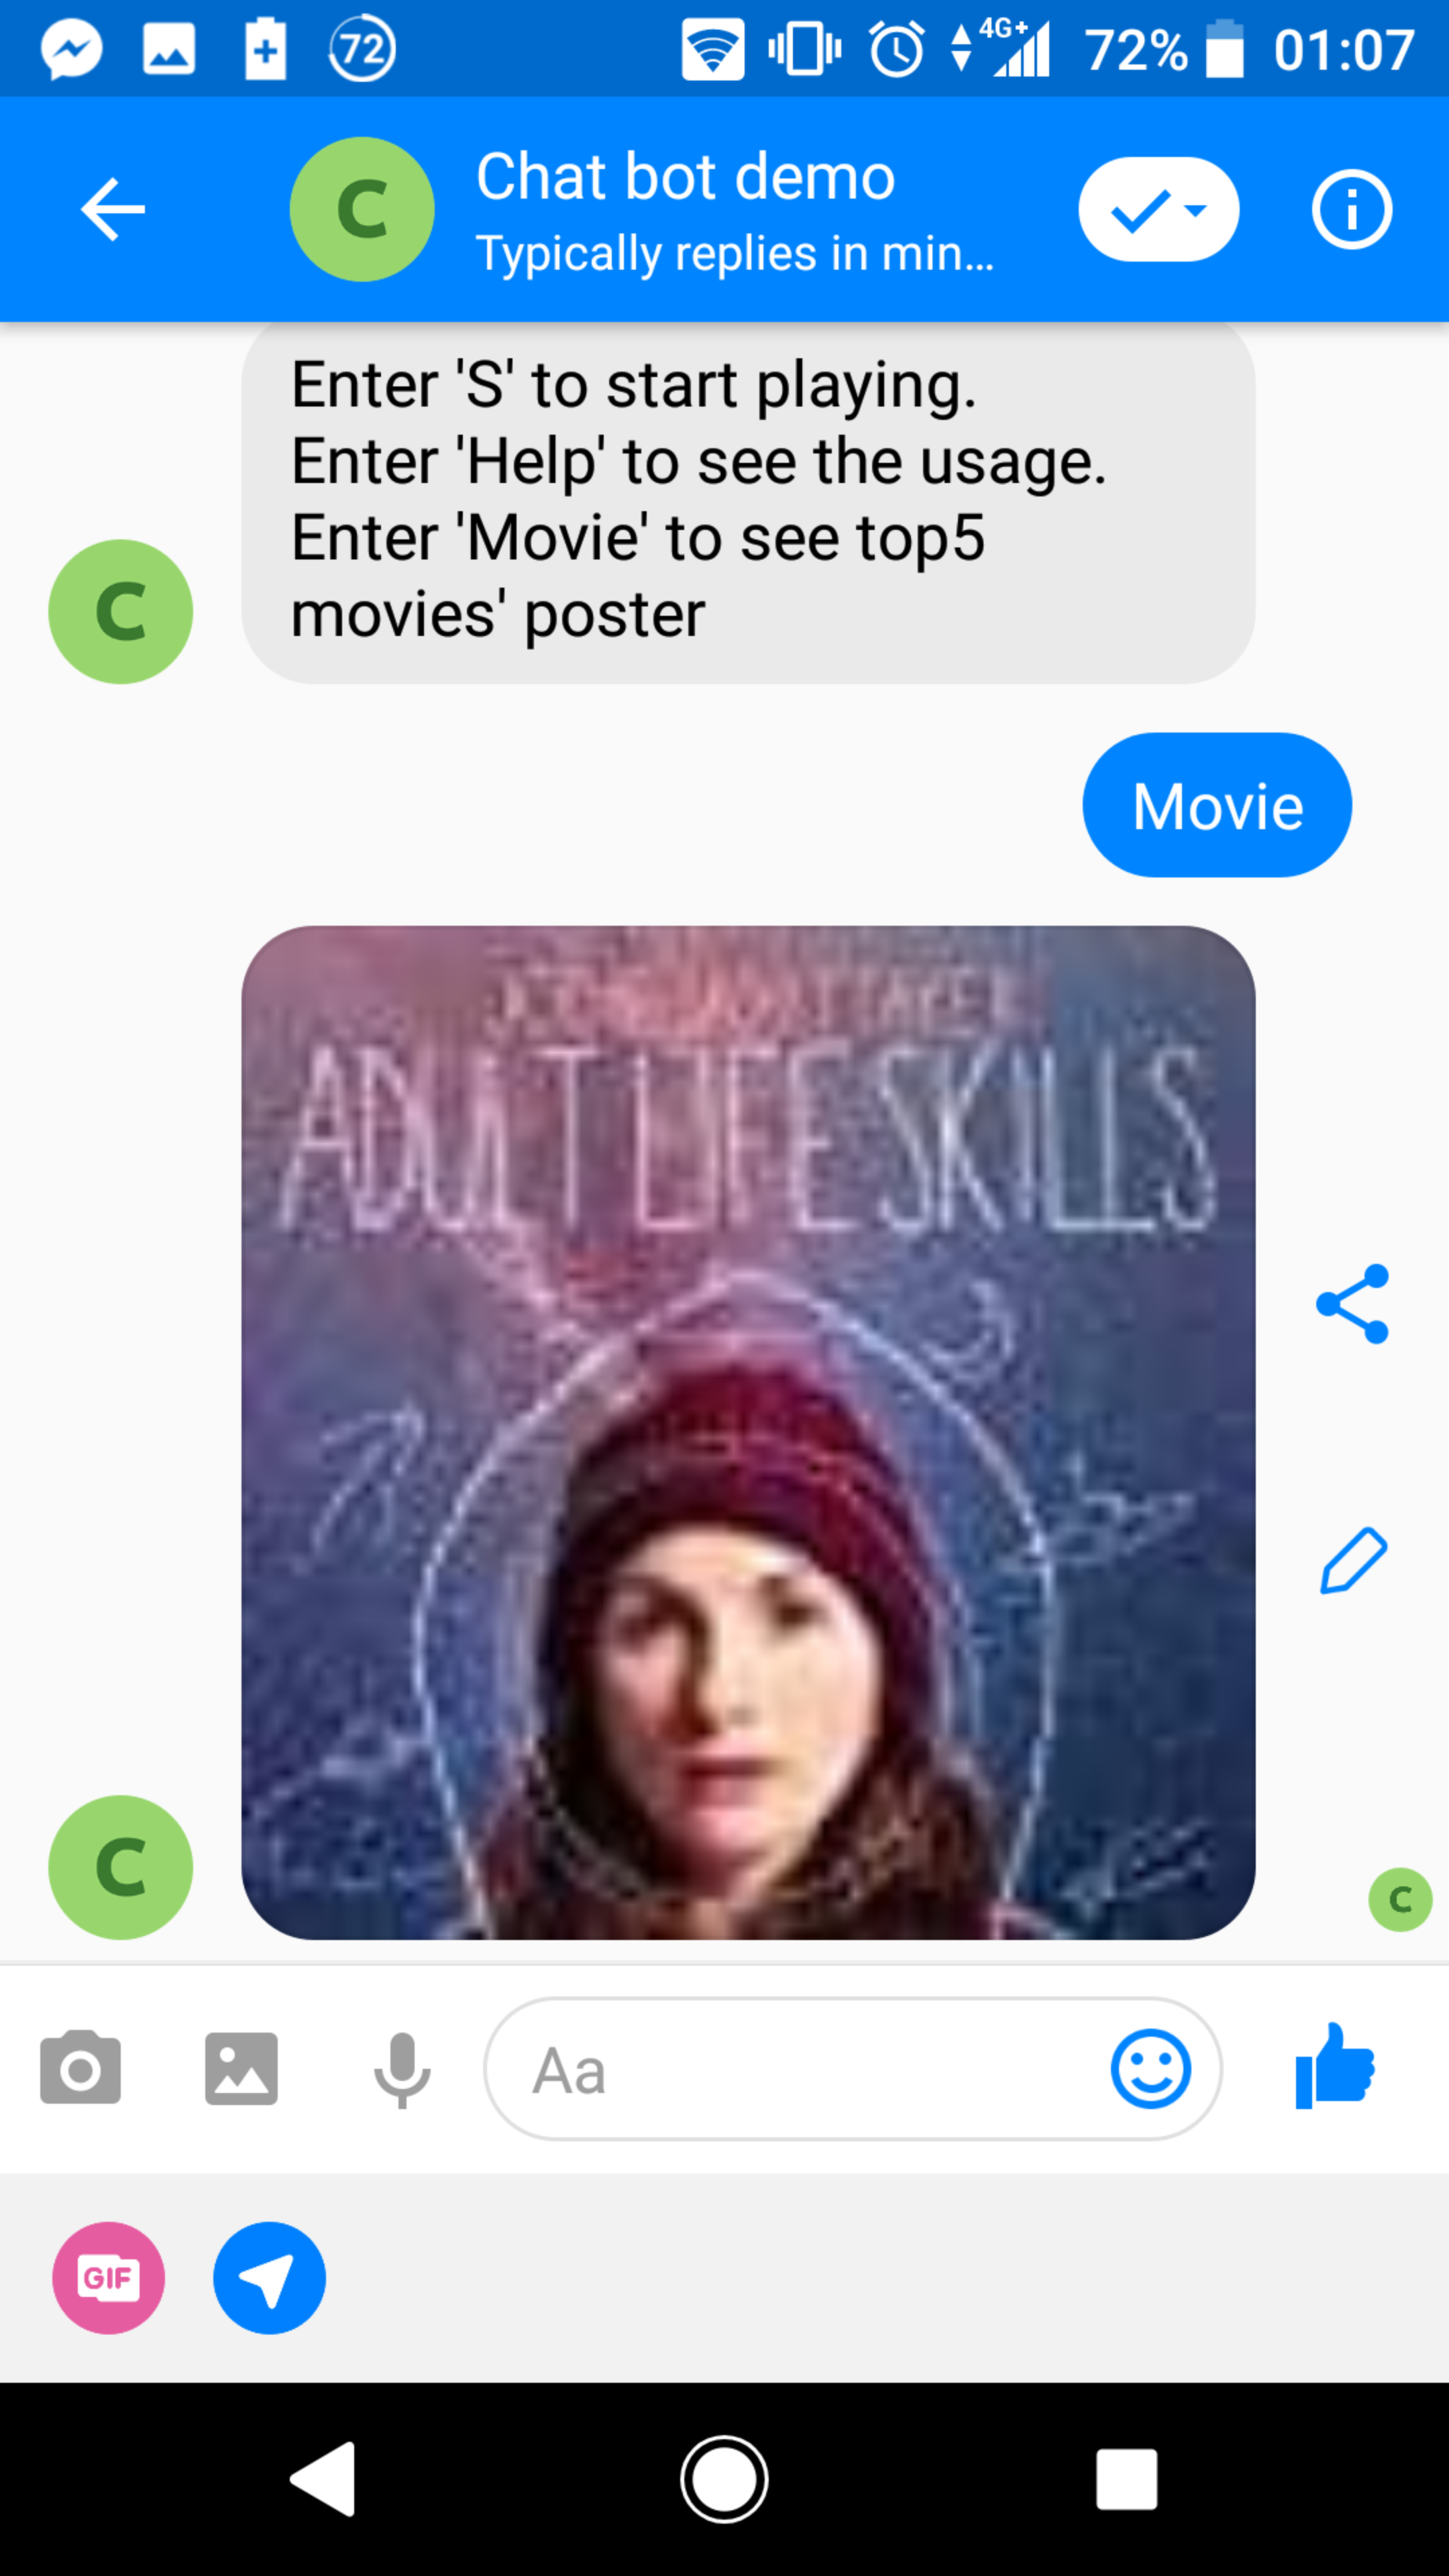 72
4G+
72%
01:07
C
Chat bot demo
Typically replies in min...
Enter 'S' to start playing.
Enter 'Help' to see the usage.
Enter 'Movie' to see top5
movies' poster
C
Movie
ADULT LIFE SKILLS
C
C
Aa
GIF